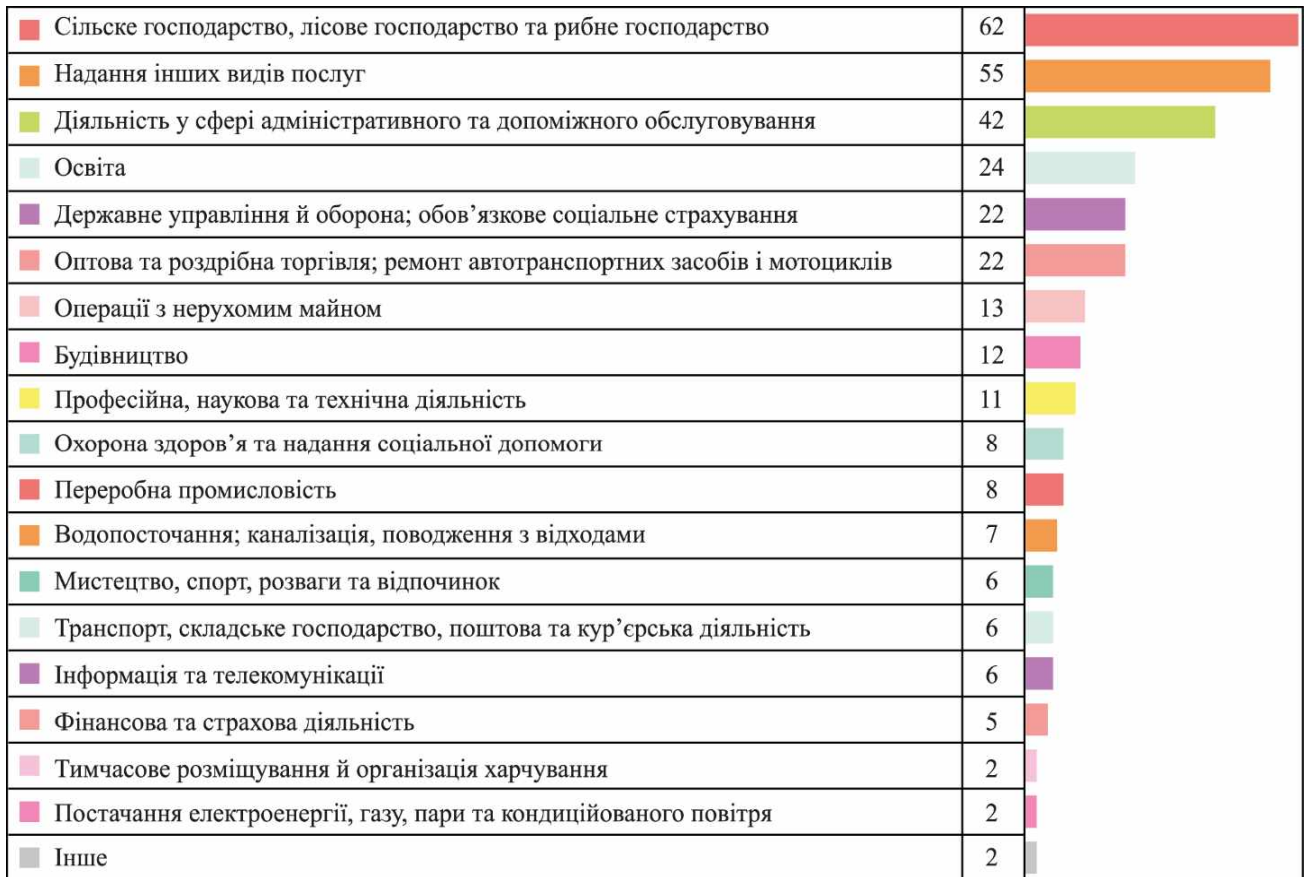 Сільске господарство, лісове господарство та рибне господарство 62
Надання інших видів послуг 55
Діяльність у сфері адміністративного та допоміжного обслуговування 42
Освіта 24
Державне управління й оборона; обов’язкове соціальне страхування 22
Оптова та роздрібна торгівля; ремонт автотранспортних засобів і мотоциклів 22
Операції з нерухомим майном 13
Будівництво 12
Професійна, наукова та технічна діяльність 11
Охорона здоров’я та надання соціальної допомоги 8
Переробна промисловість 8
Водопосточання; каналізація, поводження з відходами 7
Мистецтво, спорт, розваги та відпочинок 6
Транспорт, складське господарство, поштова та кур’єрська діяльність 6
Інформація та телекомунікації 6
Фінансова та страхова діяльність 5
Тимчасове розміщування й організація харчування 2
Постачання електроенергії, газу, пари та кондиційованого повітря 2
Інше 2